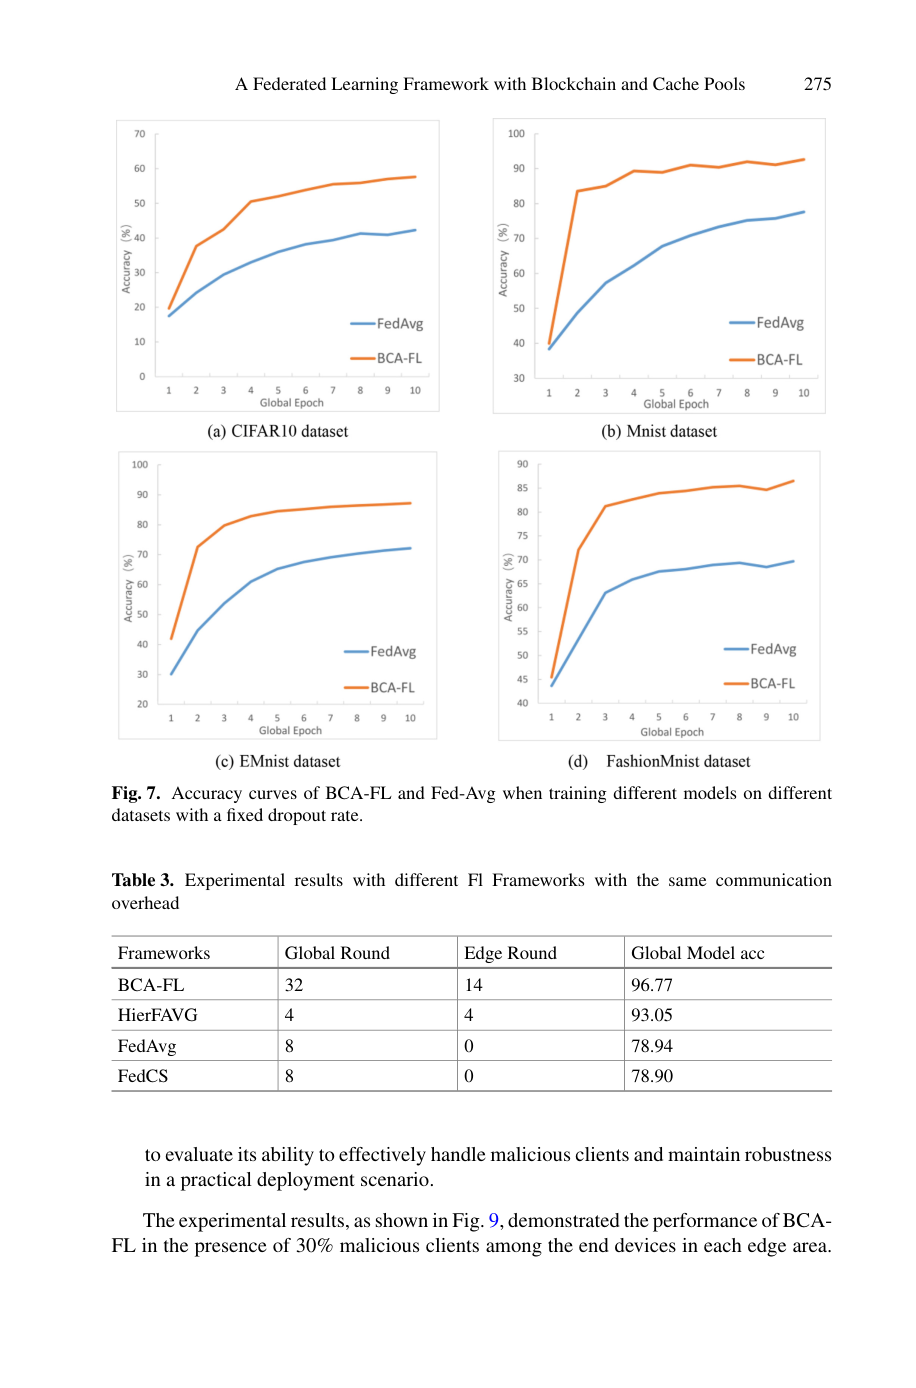 A Federated Learning Framework with Blockchain and Cache Pools 275
70
60
50
40
30
20
10
0
Accuracy (%)
FedAvg
BCA-FL
1 2 3 4 5 6 7 8 9 10
Global Epoch
(a) CIFAR10 dataset
100
90
80
70
60
50
40
30
Accuracy (%)
FedAvg
BCA-FL
1 2 3 4 5 6 7 8 9 10
Global Epoch
(b) Mnist dataset
100
90
80
70
60
50
40
30
20
Accuracy (%)
FedAvg
BCA-FL
1 2 3 4 5 6 7 8 9 10
Global Epoch
(c) EMnist dataset
90
85
80
75
70
65
60
55
50
45
40
Accuracy (%)
FedAvg
BCA-FL
1 2 3 4 5 6 7 8 9 10
Global Epoch
(d) FashionMnist dataset
Fig. 7. Accuracy curves of BCA-FL and Fed-Avg when training different models on different
datasets with a fixed dropout rate.
Table 3. Experimental results with different Fl Frameworks with the same communication
overhead
Frameworks Global Round Edge Round Global Model acc
BCA-FL 32 14 96.77
HierFAVG 4 4 93.05
FedAvg 8 0 78.94
FedCS 8 0 78.90
to evaluate its ability to effectively handle malicious clients and maintain robustness
in a practical deployment scenario.
The experimental results, as shown in Fig. 9, demonstrated the performance of BCA-
FL in the presence of 30% malicious clients among the end devices in each edge area.